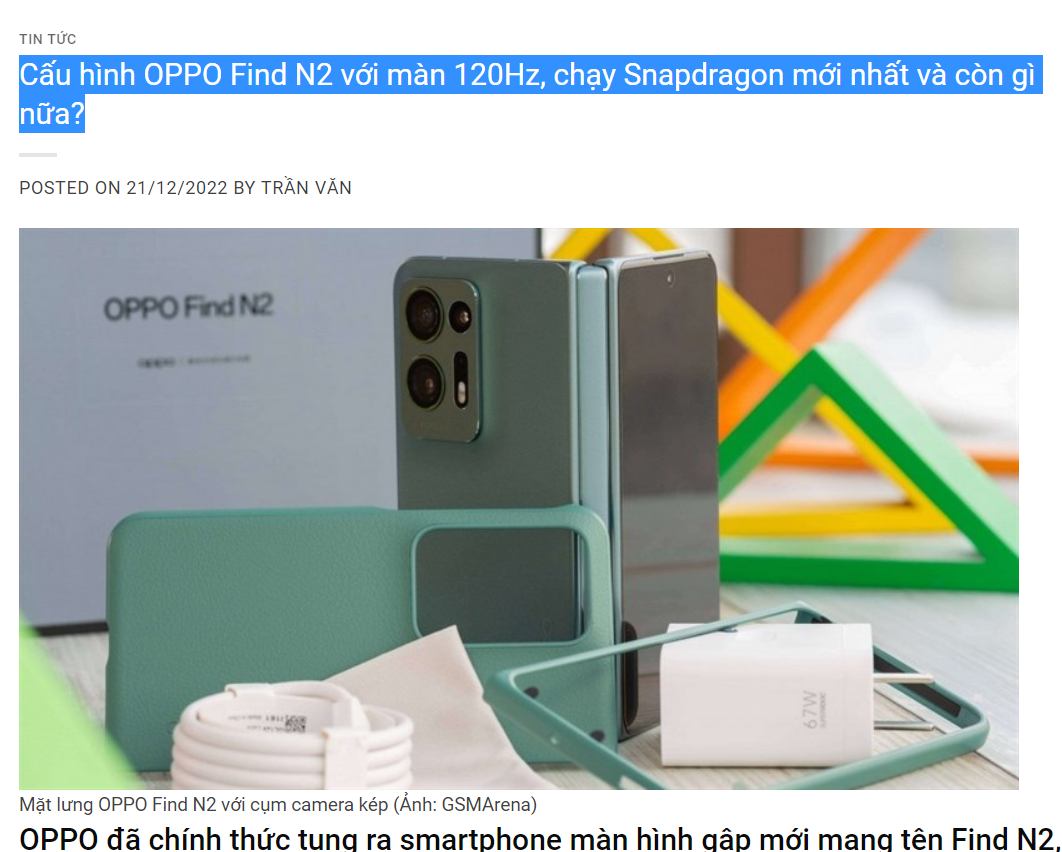 TIN TỨC
Cấu hình OPPO Find N2 với màn 120Hz, chạy Snapdragon mới nhất và còn gì
nữa?
POSTED ON 21/12/2022 BY TRẦN VĂN
OPPO Find N2
67W
Mặt lưng OPPO Find N2 với cụm camera kép (Ảnh: GSMArena)
OPPO đã chính thức tung ra smartphone màn hình gập mới mang tên Find N2,